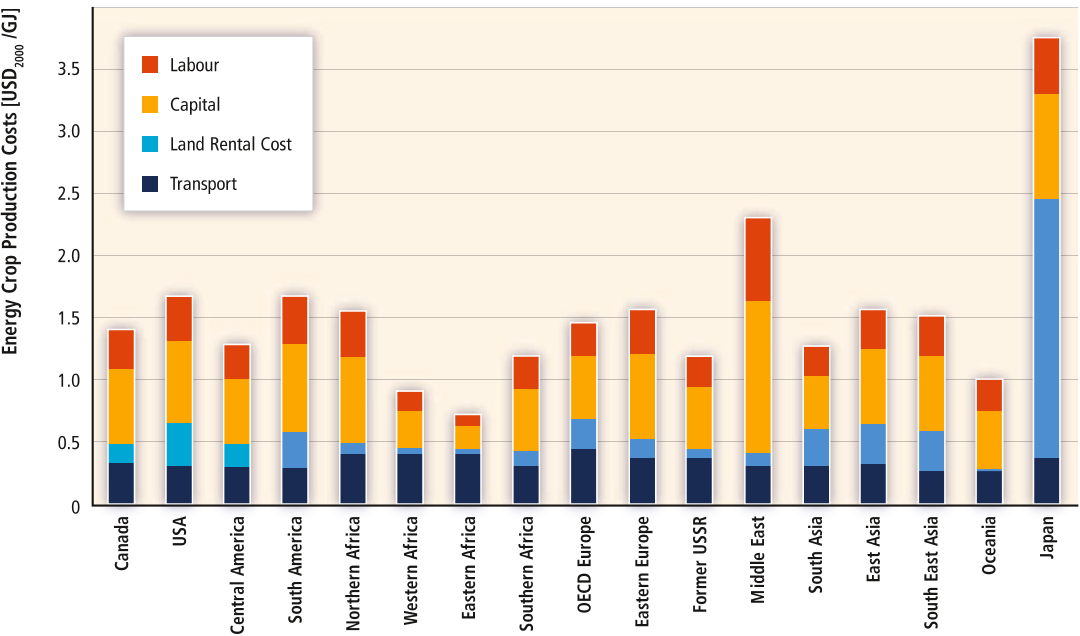 Energy Crop Production Costs [USD2000 /GJ]
Labour
Capital
Land Rental Cost
Transport
3.5
3.0
2.5
2.0
1.5
1.0
0.5
0
Canada
USA
Central America
South America
Northern Africa
Western Africa
Eastern Africa
Southern Africa
OECD Europe
Eastern Europe
Former USSR
Middle East
South Asia
East Asia
South East Asia
Oceania
Japan